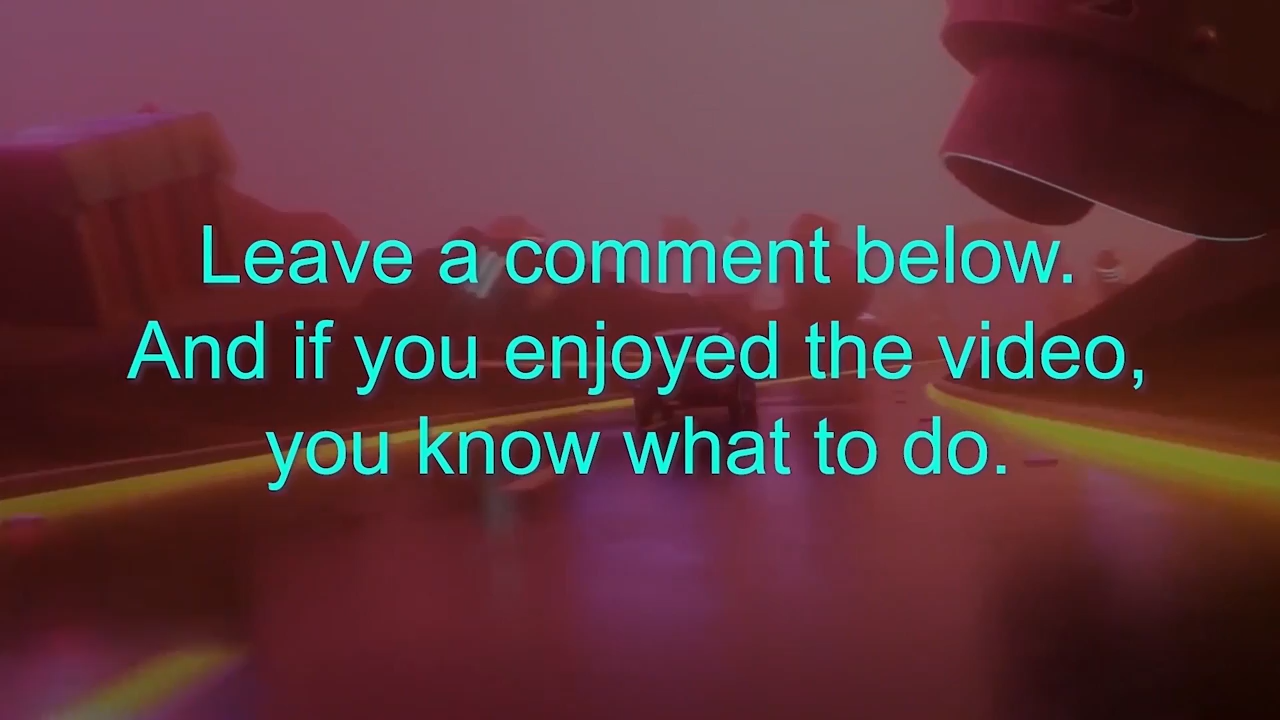 Leave a comment below.
And if you enjoyed the video,
you know what to do.